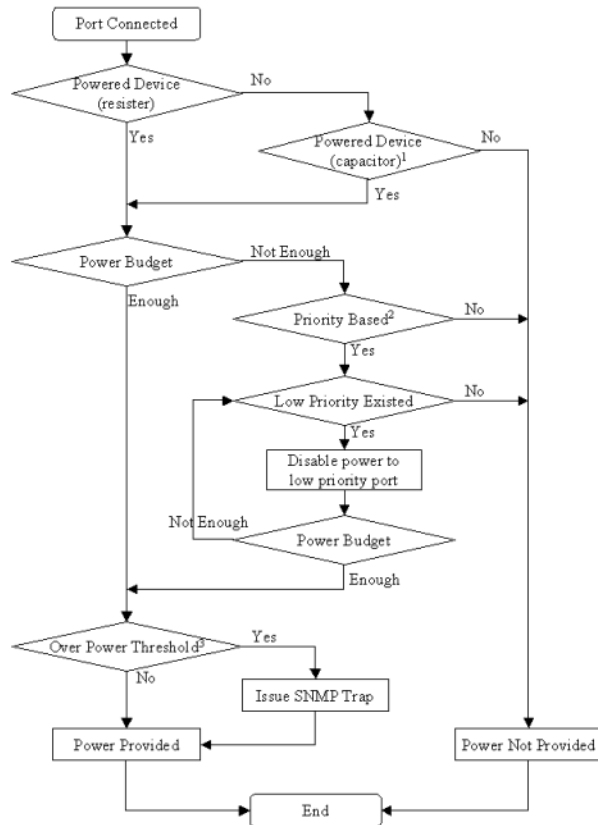 Port Connected
Powered Device
(resister)
No
Yes
Powered Device
(capacitor)1
No
Yes
Power Budget
Not Enough
Enough
Priority Based2
No
Yes
Low Priority Existed
No
Yes
Disable power to
low priority port
Not Enough
Power Budget
Enough
Over Power Threshold3
Yes
No
Issue SNMP Trap
Power Provided
Power Not Provided
End